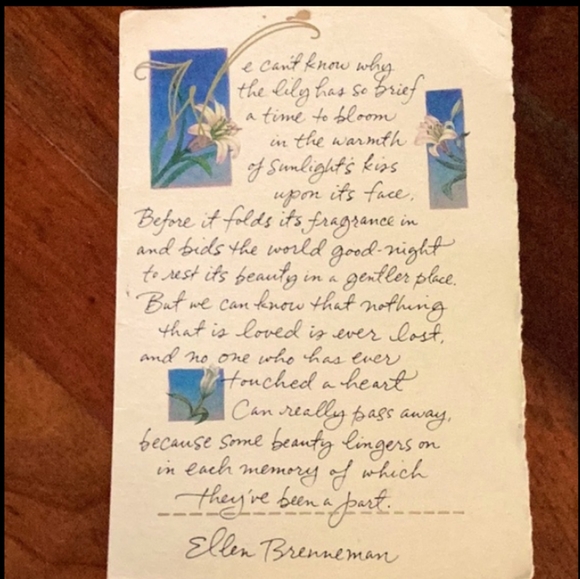 We can't know why
the lily has so brief
a time to bloom
in the warmth
of sunlight's kiss
upon its face.
Before it folds its fragrance in
and bids the world good-night
to rest its beauty in a gentler place.
But we can know that nothing
that is loved is ever lost,
and no one who has ever
touched a heart
Can really pass away,
because some beauty lingers on
in each memory of which
they've been a part.
Ellen Brenneman